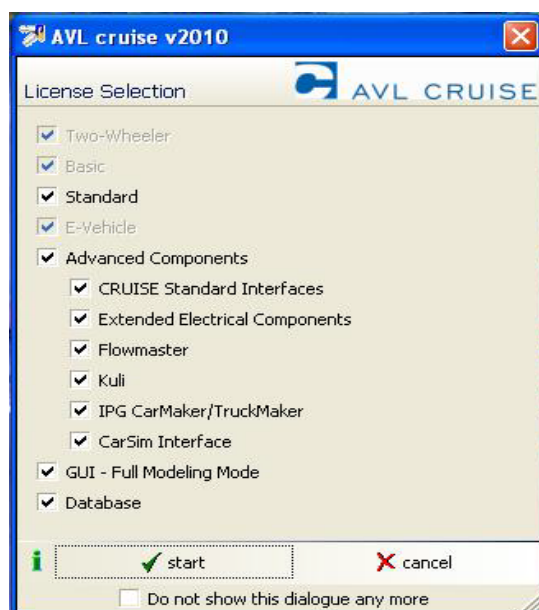 AVL cruise v2010
License Selection
AVL CRUISE
Two-Wheeler
Basic
Standard
E-Vehicle
Advanced Components
CRUISE Standard Interfaces
Extended Electrical Components
Flowmaster
Kuli
IPG CarMaker/TruckMaker
CarSim Interface
GUI - Full Modeling Mode
Database
i
start
cancel
Do not show this dialogue any more